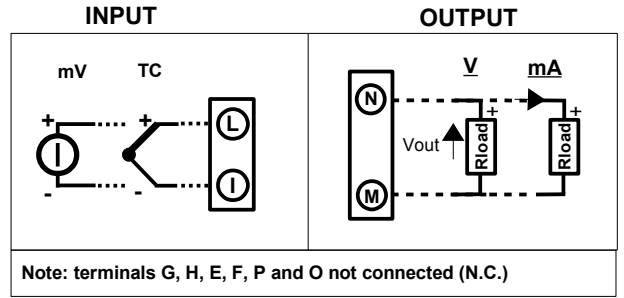 INPUT
OUTPUT
mV
TC
+
+
-
-
L
I
V
mA
N
M
Vout
+
Rload
+
Rload
Note: terminals G, H, E, F, P and O not connected (N.C.)